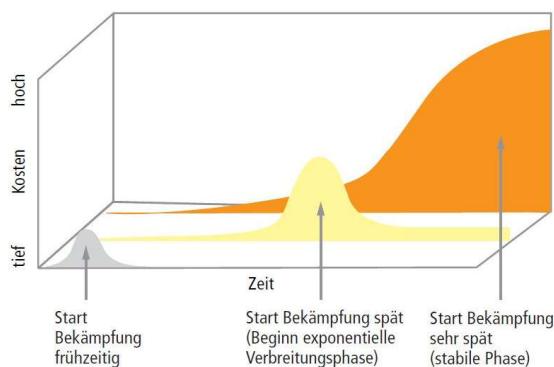 hoch
Kosten
tief
Zeit
Start
Bekämpfung
frühzeitig
Start Bekämpfung spät
(Beginn exponentielle
Verbreitungsphase)
Start Bekämpfung
sehr spät
(stabile Phase)